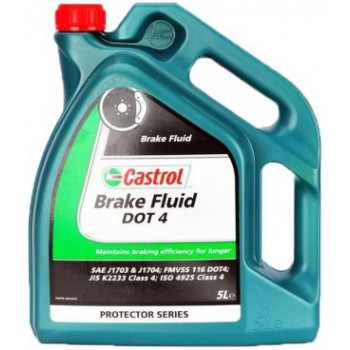 Brake Fluid
Castrol
Brake Fluid
DOT 4
Maintains braking efficiency for longer
SAE J1703 & J1704; FMVSS 116 DOT4;
JIS K2233 Class 4; ISO 4925 Class 4
5L
PROTECTOR SERIES